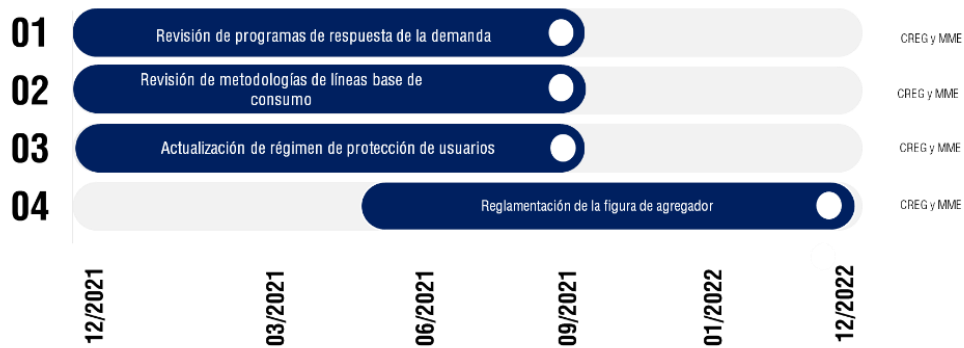 01
Revisión de programas de respuesta de la demanda
CREG y MME
02
Revisión de metodologías de líneas base de
consumo
CREG y MME
03
Actualización de régimen de protección de usuarios
CREG y MME
04
Reglamentación de la figura de agregador
CREG y MME
12/2021
03/2021
06/2021
09/2021
01/2022
12/2022